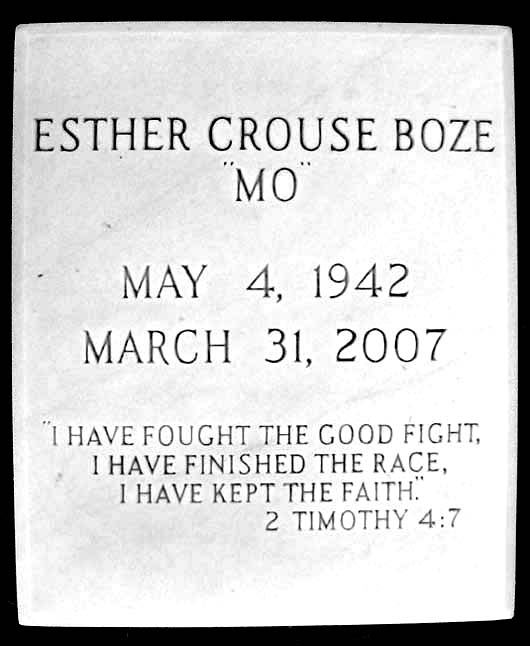 ESTHER CROUSE BOZE
"MO"
MAY 4, 1942
MARCH 31, 2007
"I HAVE FOUGHT THE GOOD FIGHT,
I HAVE FINISHED THE RACE,
I HAVE KEPT THE FAITH."
2 TIMOTHY 4:7